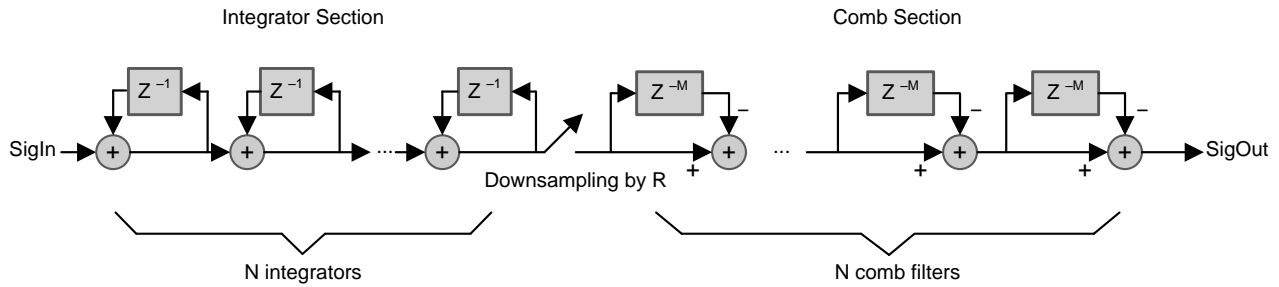 Integrator Section
Comb Section
Z –1
Z –1
Z –1
Z –M
Z –M
Z –M
– – –
SigIn + + ... + + ... + + SigOut
+ + +
Downsampling by R
N integrators
N comb filters